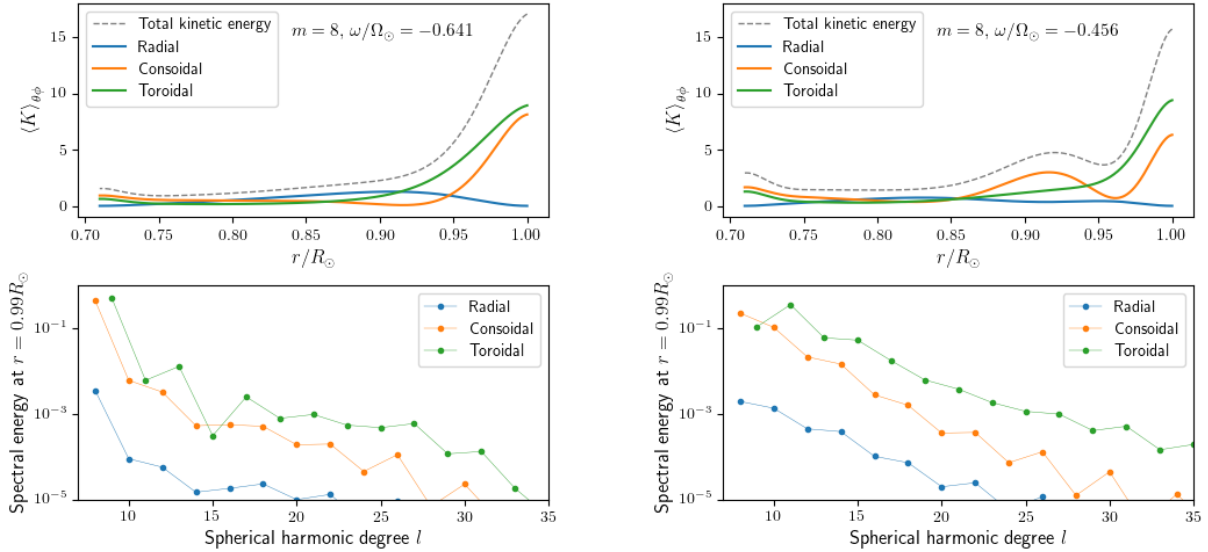 Total kinetic energy
Radial
Consoidal
Toroidal
m = 8, ω/Ω⊙ = −0.641
⟨K⟩θϕ
15
10
5
0
0.70 0.75 0.80 0.85 0.90 0.95 1.00
r/R⊙
Total kinetic energy
Radial
Consoidal
Toroidal
m = 8, ω/Ω⊙ = −0.456
⟨K⟩θϕ
15
10
5
0
0.70 0.75 0.80 0.85 0.90 0.95 1.00
r/R⊙
Spectral energy at r = 0.99R⊙
10⁻¹
10⁻³
10⁻⁵
Radial
Consoidal
Toroidal
10 15 20 25 30 35
Spherical harmonic degree l
Spectral energy at r = 0.99R⊙
10⁻¹
10⁻³
10⁻⁵
Radial
Consoidal
Toroidal
10 15 20 25 30 35
Spherical harmonic degree l